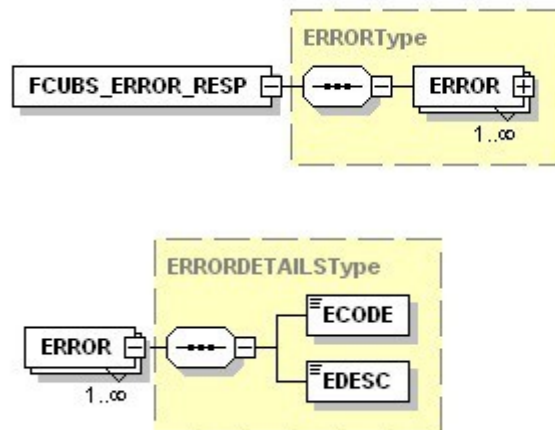 ERRORType
FCUBS_ERROR_RESP
ERROR
1..∞
ERRORDETAILSType
ECODE
ERROR
1..∞
EDESC